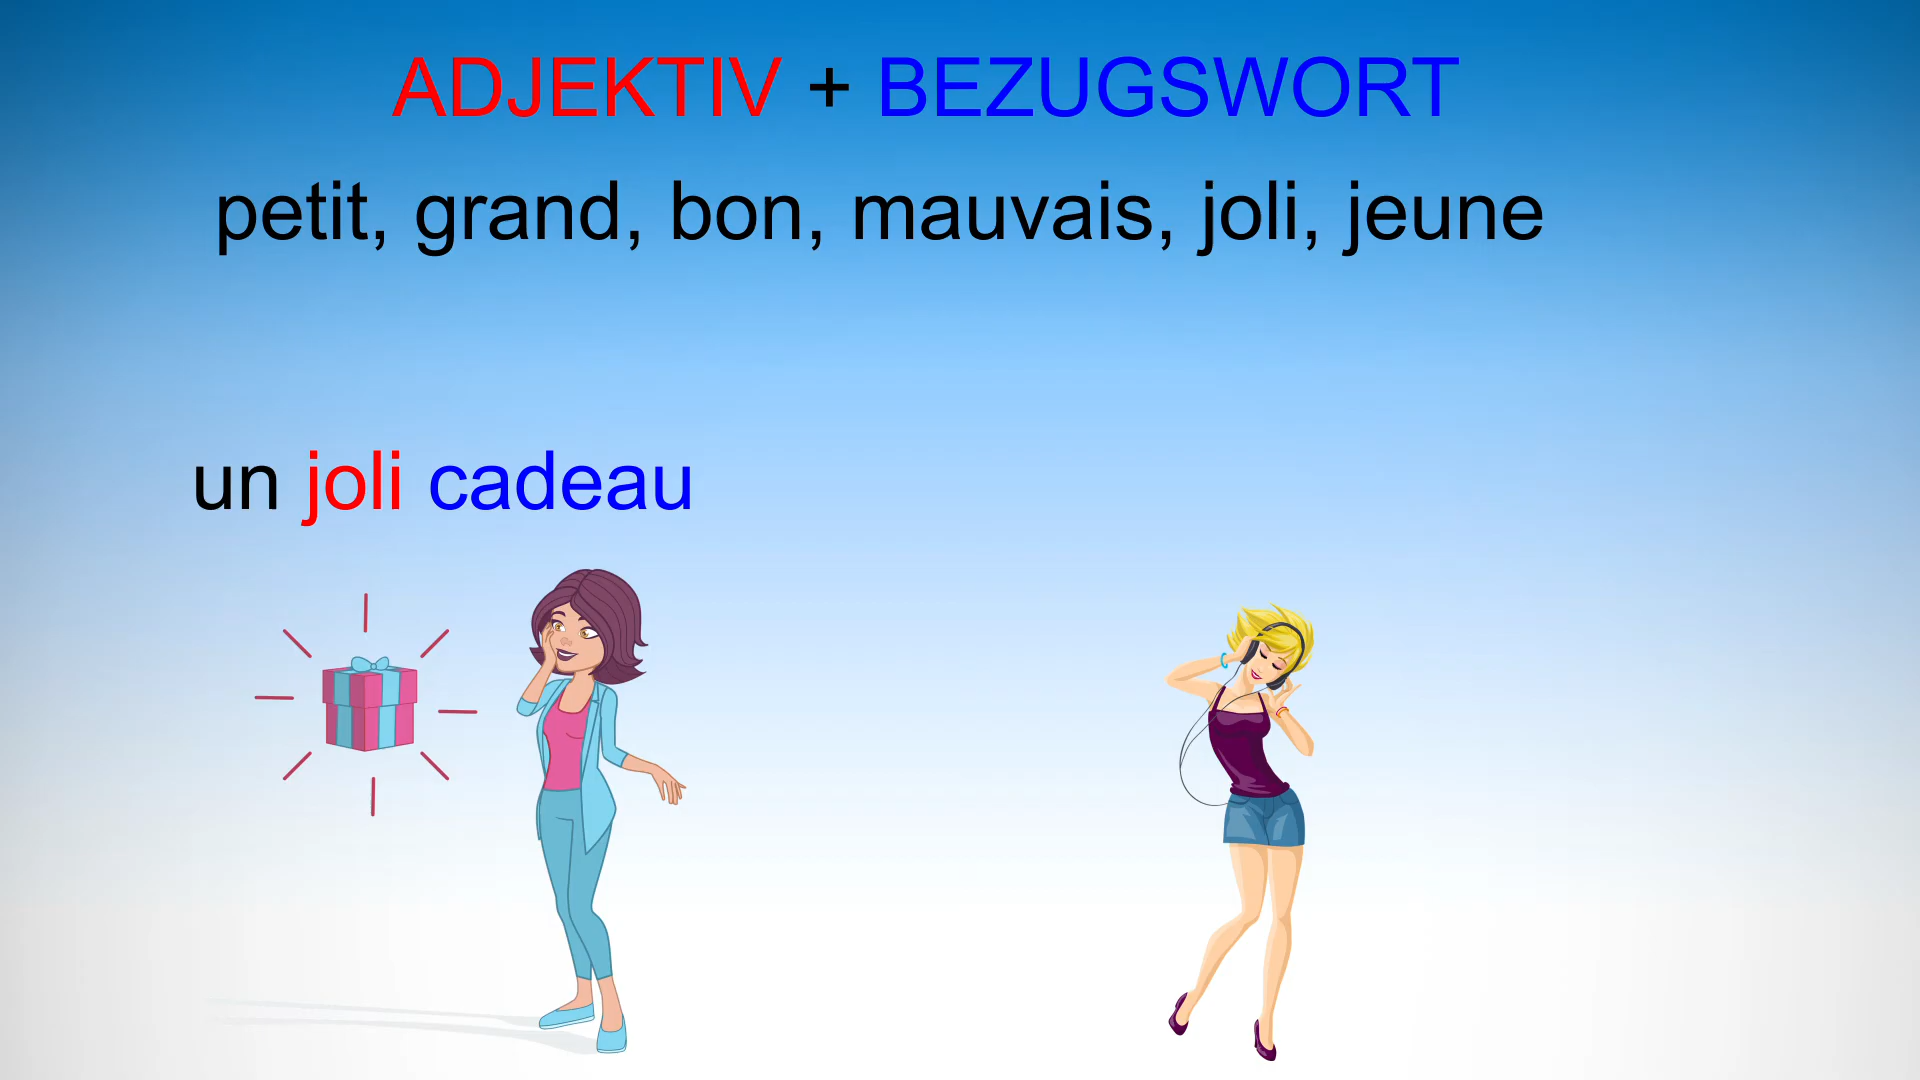 ADJEKTIV + BEZUGSWORT
petit, grand, bon, mauvais, joli, jeune
un joli cadeau